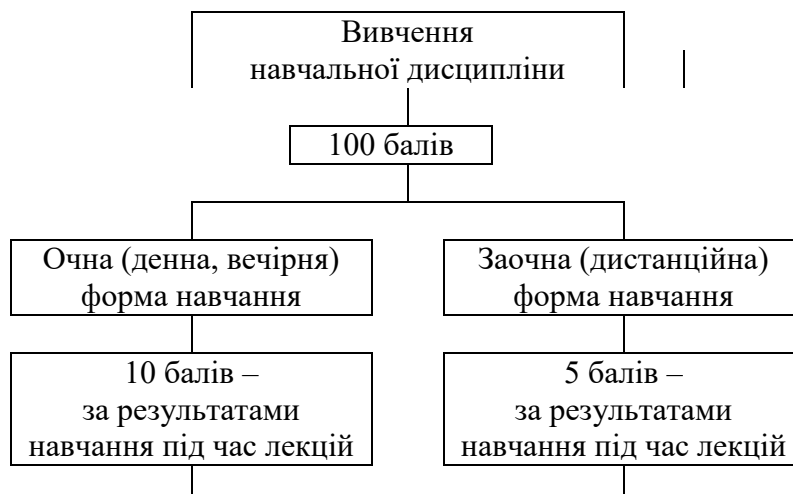 Вивчення
навчальної дисципліни
100 балів
Очна (денна, вечірня)
форма навчання
Заочна (дистанційна)
форма навчання
10 балів –
за результатами
навчання під час лекцій
5 балів –
за результатами
навчання під час лекцій